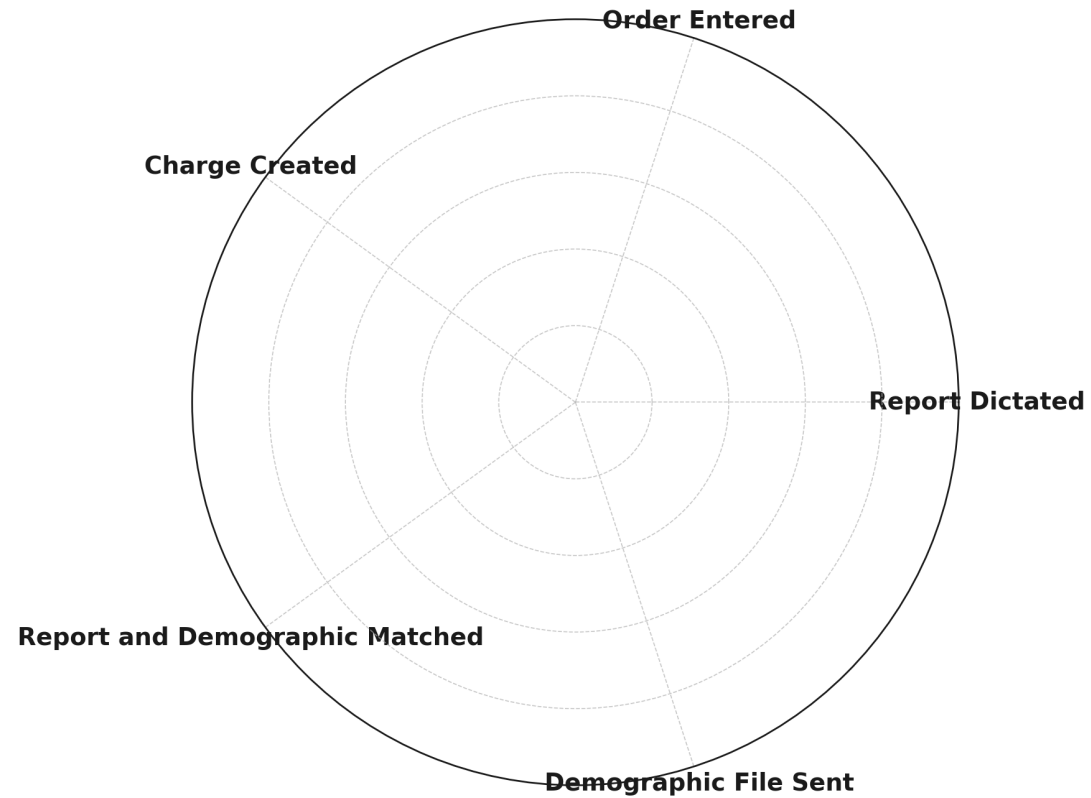 Order Entered
Charge Created
Report Dictated
Report and Demographic Matched
Demographic File Sent